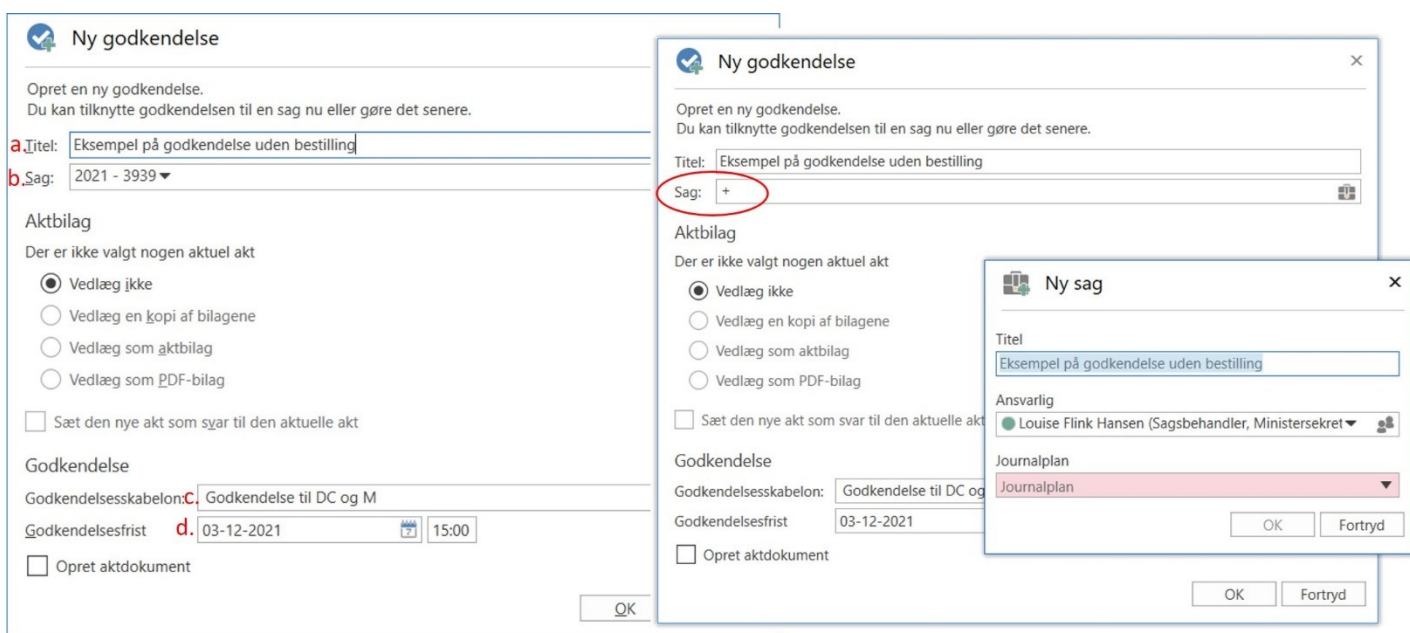 Ny godkendelse
Opret en ny godkendelse.
Du kan tilknytte godkendelsen til en sag nu eller gøre det senere.
a. Titel: Eksempel på godkendelse uden bestilling
b. Sag: 2021 - 3939
Aktbilag
Der er ikke valgt nogen aktuel akt
Vedlæg ikke
Vedlæg en kopi af bilagene
Vedlæg som aktbilag
Vedlæg som PDF-bilag
Sæt den nye akt som svar til den aktuelle akt
Godkendelse
Godkendelsesskabelon: c. Godkendelse til DC og M
Godkendelsesfrist d. 03-12-2021 15:00
Opret aktdokument
OK
Ny godkendelse
Opret en ny godkendelse.
Du kan tilknytte godkendelsen til en sag nu eller gøre det senere.
Titel: Eksempel på godkendelse uden bestilling
Sag: +
Aktbilag
Der er ikke valgt nogen aktuel akt
Vedlæg ikke
Vedlæg en kopi af bilagene
Vedlæg som aktbilag
Vedlæg som PDF-bilag
Sæt den nye akt som svar til den aktuelle akt
Godkendelse
Godkendelsesskabelon: Godkendelse til DC og
Godkendelsesfrist 03-12-2021
Opret aktdokument
OK Fortryd
Ny sag
Titel
Eksempel på godkendelse uden bestilling
Ansvarlig
Louise Flink Hansen (Sagsbehandler, Ministersekret
Journalplan
Journalplan
OK Fortryd